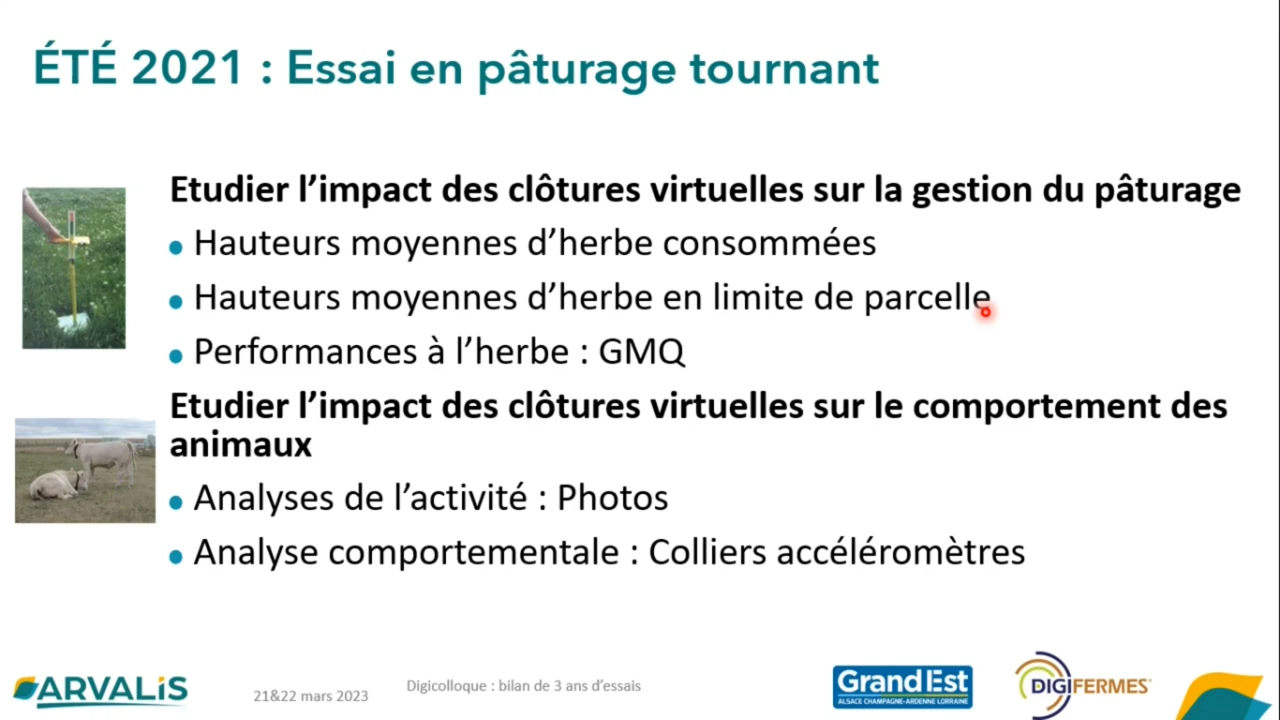 ÉTÉ 2021 : Essai en pâturage tournant
Etudier l’impact des clôtures virtuelles sur la gestion du pâturage
• Hauteurs moyennes d’herbe consommées
• Hauteurs moyennes d’herbe en limite de parcelle
• Performances à l’herbe : GMQ
Etudier l’impact des clôtures virtuelles sur le comportement des
animaux
• Analyses de l’activité : Photos
• Analyse comportementale : Colliers accéléromètres
ARVALIS
21&22 mars 2023
Digicolloque : bilan de 3 ans d’essais
Grand Est
ALSACE CHAMPAGNE-ARDENNE LORRAINE
DIGIFERMES®